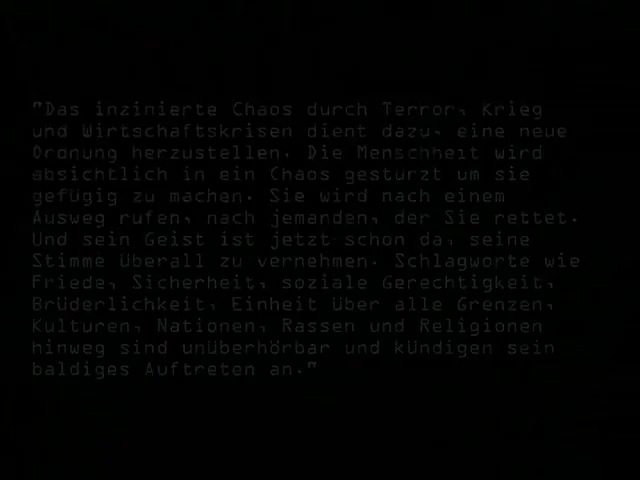 "Das inzinierte Chaos durch Terror, Krieg
und Wirtschaftskrisen dient dazu, eine neue
Ordnung herzustellen. Die Menschheit wird
absichtlich in ein Chaos gestürzt um sie
gefügig zu machen. Sie wird nach einem
Ausweg rufen, nach jemanden, der Sie rettet.
Und sein Geist ist jetzt schon da, seine
Stimme Überall zu vernehmen. Schlagworte wie
Friede, Sicherheit, soziale Gerechtigkeit,
Brüderlichkeit, Einheit Über alle Grenzen,
Kulturen, Nationen, Rassen und Religionen
hinweg sind unüberhörbar und kÜndigen sein
baldiges Auftreten an."